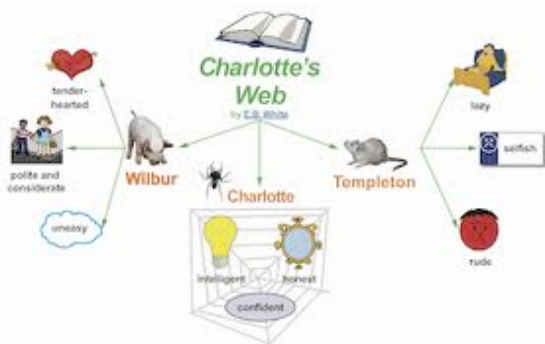 Charlotte's
Web
by E.B. White
tender-
hearted
polite and
considerate
uneasy
Wilbur
Charlotte
intelligent
honest
confident
Templeton
lazy
selfish
rude